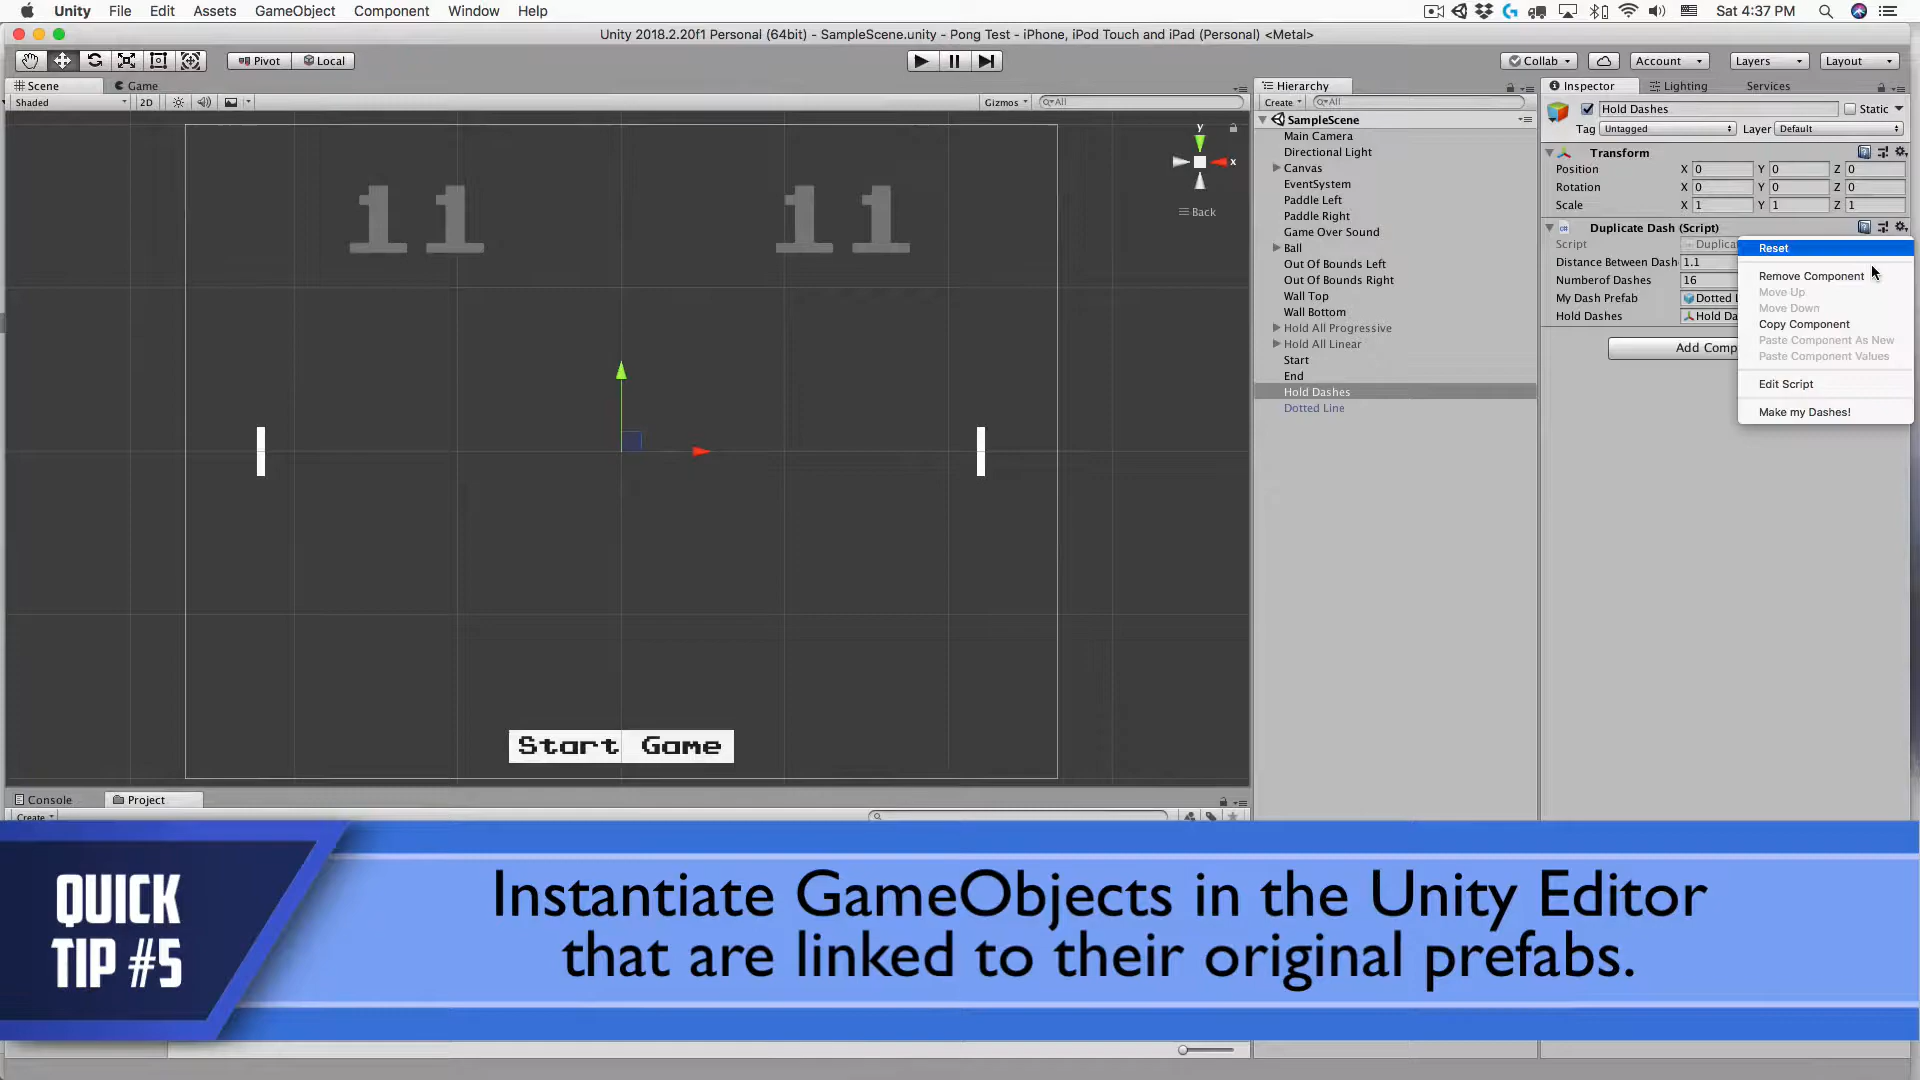 Unity File Edit Assets GameObject Component Window Help Sat 4:37 PM
Unity 2018.2.20f1 Personal (64bit) - SampleScene.unity - Pong Test - iPhone, iPod Touch and iPad (Personal) <Metal>
Pivot Local Collab Account Layers Layout
Scene Game
Shaded 2D Gizmos All
y
x
Back
11 11
Start Game
Hierarchy
Create All
SampleScene
Main Camera
Directional Light
Canvas
EventSystem
Paddle Left
Paddle Right
Game Over Sound
Ball
Out Of Bounds Left
Out Of Bounds Right
Wall Top
Wall Bottom
Hold All Progressive
Hold All Linear
Start
End
Hold Dashes
Dotted Line
Inspector Lighting Services
Hold Dashes Static
Tag Untagged Layer Default
Transform
Position X 0 Y 0 Z 0
Rotation X 0 Y 0 Z 0
Scale X 1 Y 1 Z 1
Duplicate Dash (Script)
Script Duplica
Distance Between Dash 1.1
Numberof Dashes 16
My Dash Prefab Dotted L
Hold Dashes Hold Da
Add Comp
Reset
Remove Component
Move Up
Move Down
Copy Component
Paste Component As New
Paste Component Values
Edit Script
Make my Dashes!
Console Project
Create
QUICK
TIP #5
Instantiate GameObjects in the Unity Editor
that are linked to their original prefabs.